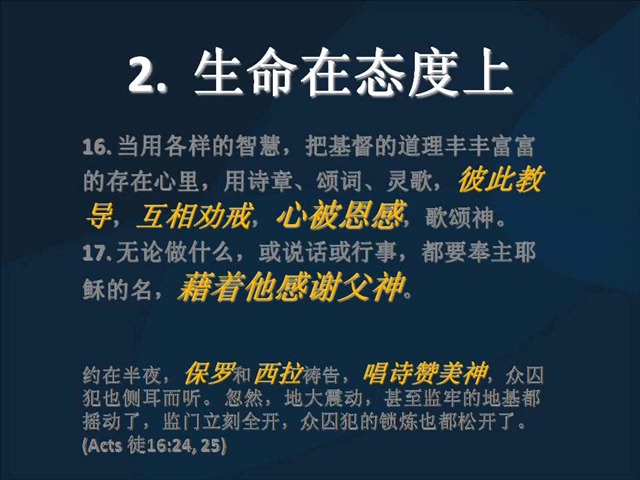 2. 生命在态度上
16. 当用各样的智慧，把基督的道理丰丰富富
的存在心里，用诗章、颂词、灵歌，彼此教
导，互相劝戒，心被恩感，歌颂神。
17. 无论做什么，或说话或行事，都要奉主耶
稣的名，藉着他感谢父神。
约在半夜，保罗和西拉祷告，唱诗赞美神，众囚
犯也侧耳而听。 忽然，地大震动，甚至监牢的地基都
摇动了，监门立刻全开，众囚犯的锁炼也都松开了。
(Acts 徒16:24, 25)